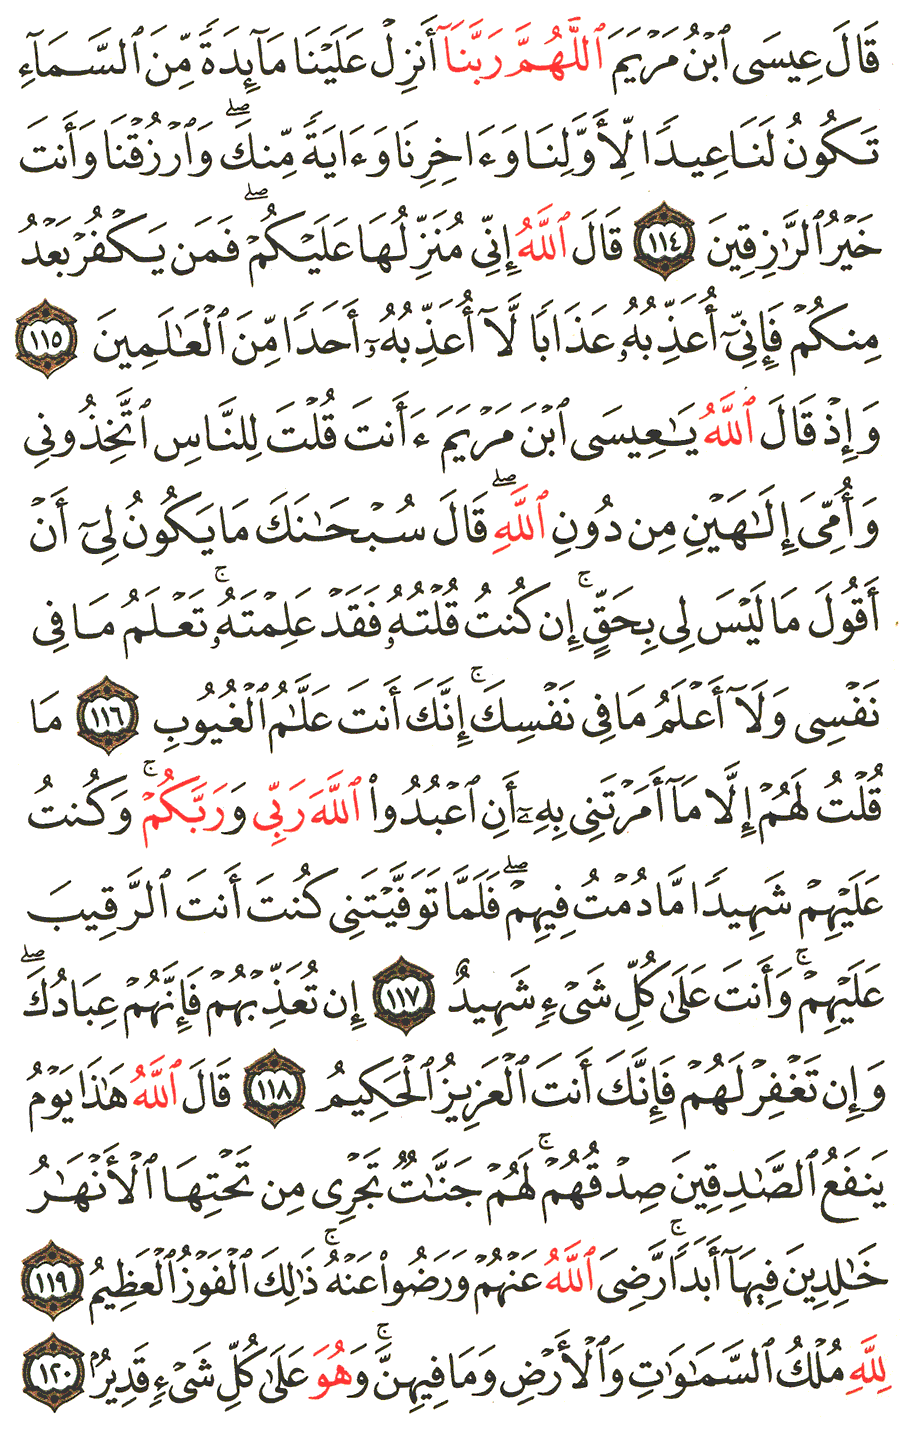 قَالَ عِيسَى ٱبْنُ مَرْيَمَ ٱللَّهُمَّ رَبَّنَآ أَنزِلْ عَلَيْنَا مَآئِدَةً مِّنَ ٱلسَّمَآءِ
تَكُونُ لَنَا عِيدًا لِّأَوَّلِنَا وَءَاخِرِنَا وَءَايَةً مِّنكَ ۖ وَٱرْزُقْنَا وَأَنتَ
خَيْرُ ٱلرَّٰزِقِينَ ١١٤ قَالَ ٱللَّهُ إِنِّى مُنَزِّلُهَا عَلَيْكُمْ ۖ فَمَن يَكْفُرْ بَعْدُ
مِنكُمْ فَإِنِّىٓ أُعَذِّبُهُۥ عَذَابًا لَّآ أُعَذِّبُهُۥٓ أَحَدًا مِّنَ ٱلْعَٰلَمِينَ ١١٥
وَإِذْ قَالَ ٱللَّهُ يَٰعِيسَى ٱبْنَ مَرْيَمَ ءَأَنتَ قُلْتَ لِلنَّاسِ ٱتَّخِذُونِى
وَأُمِّىَ إِلَٰهَيْنِ مِن دُونِ ٱللَّهِ ۖ قَالَ سُبْحَٰنَكَ مَا يَكُونُ لِىٓ أَنْ
أَقُولَ مَا لَيْسَ لِى بِحَقٍّ ۚ إِن كُنتُ قُلْتُهُۥ فَقَدْ عَلِمْتَهُۥ ۚ تَعْلَمُ مَا فِى
نَفْسِى وَلَآ أَعْلَمُ مَا فِى نَفْسِكَ ۚ إِنَّكَ أَنتَ عَلَّٰمُ ٱلْغُيُوبِ ١١٦ مَا
قُلْتُ لَهُمْ إِلَّا مَآ أَمَرْتَنِى بِهِۦٓ أَنِ ٱعْبُدُوا۟ ٱللَّهَ رَبِّى وَرَبَّكُمْ ۚ وَكُنتُ
عَلَيْهِمْ شَهِيدًا مَّا دُمْتُ فِيهِمْ ۖ فَلَمَّا تَوَفَّيْتَنِى كُنتَ أَنتَ ٱلرَّقِيبَ
عَلَيْهِمْ ۚ وَأَنتَ عَلَىٰ كُلِّ شَىْءٍ شَهِيدٌ ١١٧ إِن تُعَذِّبْهُمْ فَإِنَّهُمْ عِبَادُكَ ۖ
وَإِن تَغْفِرْ لَهُمْ فَإِنَّكَ أَنتَ ٱلْعَزِيزُ ٱلْحَكِيمُ ١١٨ قَالَ ٱللَّهُ هَٰذَا يَوْمُ
يَنفَعُ ٱلصَّٰدِقِينَ صِدْقُهُمْ ۚ لَهُمْ جَنَّٰتٌ تَجْرِى مِن تَحْتِهَا ٱلْأَنْهَٰرُ
خَٰلِدِينَ فِيهَآ أَبَدًا ۚ رَّضِىَ ٱللَّهُ عَنْهُمْ وَرَضُوا۟ عَنْهُ ۚ ذَٰلِكَ ٱلْفَوْزُ ٱلْعَظِيمُ ١١٩
لِلَّهِ مُلْكُ ٱلسَّمَٰوَٰتِ وَٱلْأَرْضِ وَمَا فِيهِنَّ ۚ وَهُوَ عَلَىٰ كُلِّ شَىْءٍ قَدِيرٌۢ ١٢٠